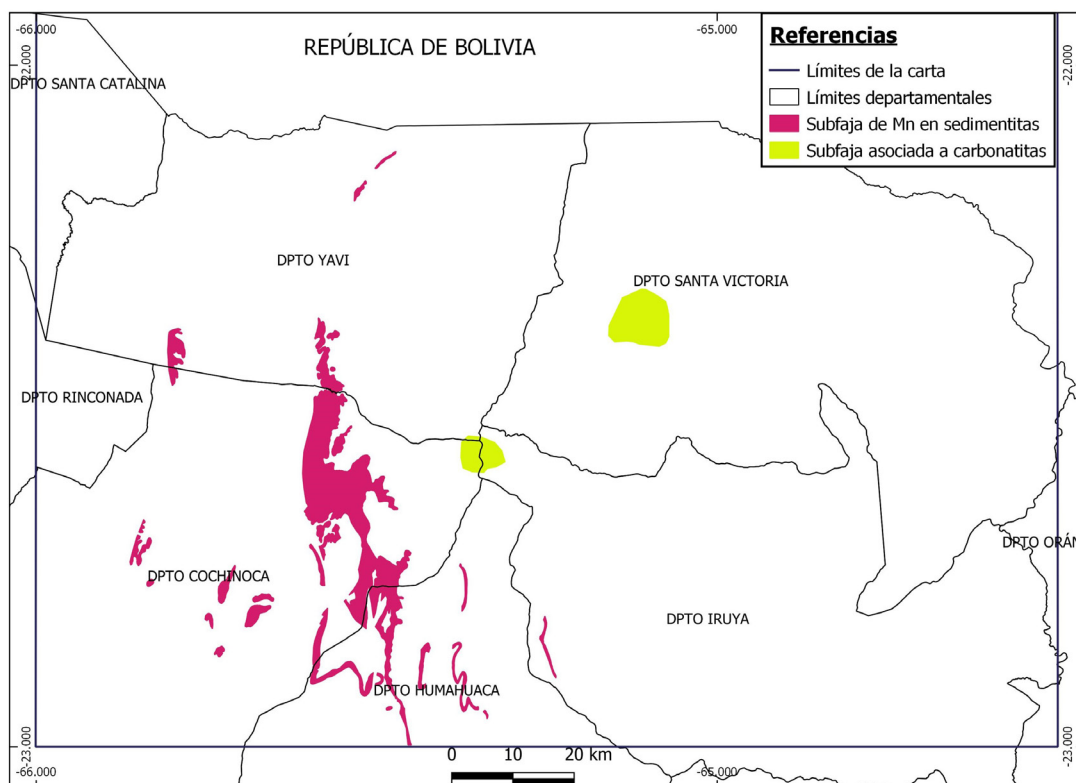 -66.000
-65.000
-22.000
-22.000
REPÚBLICA DE BOLIVIA
Referencias
Límites de la carta
Límites departamentales
Subfaja de Mn en sedimentitas
Subfaja asociada a carbonatitas
DPTO SANTA CATALINA
DPTO YAVI
DPTO SANTA VICTORIA
DPTO RINCONADA
DPTO ORÁN
DPTO COCHINOCA
DPTO IRUYA
DPTO HUMAHUACA
-23.000
-23.000
0 10 20 km
-66.000
-65.000